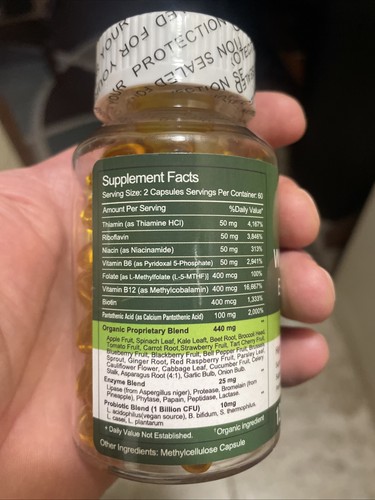 YOUR PROTECTION
FOR YOUR
SEALED FOR
Supplement Facts
Serving Size: 2 Capsules Servings Per Container: 60
Amount Per Serving %Daily Value*
Thiamin (as Thiamine HCl) 50 mg 4,167%
Riboflavin 50 mg 3,846%
Niacin (as Niacinamide) 50 mg 313%
Vitamin B6 (as Pyridoxal 5-Phosphate) 50 mg 2,941%
Folate [as L-Methylfolate (L-5-MTHF)] 400 mcg 100%
Vitamin B12 (as Methylcobalamin) 400 mcg 16,667%
Biotin 400 mcg 1,333%
Pantothenic Acid (as Calcium Pantothenic Acid) 100 mg 2,000%
Organic Proprietary Blend 440 mg
Apple Fruit, Spinach Leaf, Kale Leaf, Beet Root, Broccoli Head,
Tomato Fruit, Carrot Root, Strawberry Fruit, Tart Cherry Fruit,
Blueberry Fruit, Blackberry Fruit, Bell Pepper Fruit, Brussels
Sprout, Ginger Root, Red Raspberry Fruit, Parsley Leaf,
Cauliflower Flower, Cabbage Leaf, Cucumber Fruit, Celery
Stalk, Asparagus Root (4:1), Garlic Bulb, Onion Bulb.
Enzyme Blend 25 mg
Lipase (from Aspergillus niger), Protease, Bromelain (from
Pineapple), Phytase, Papain, Peptidase, Lactase.
Probiotic Blend (1 Billion CFU) 10mg
L. acidophilus(vegan source), B. bifidum, S. thermophilus,
L. casei, L. plantarum
† Daily Value Not Established. †Organic Ingredient
Other Ingredients: Methylcellulose Capsule